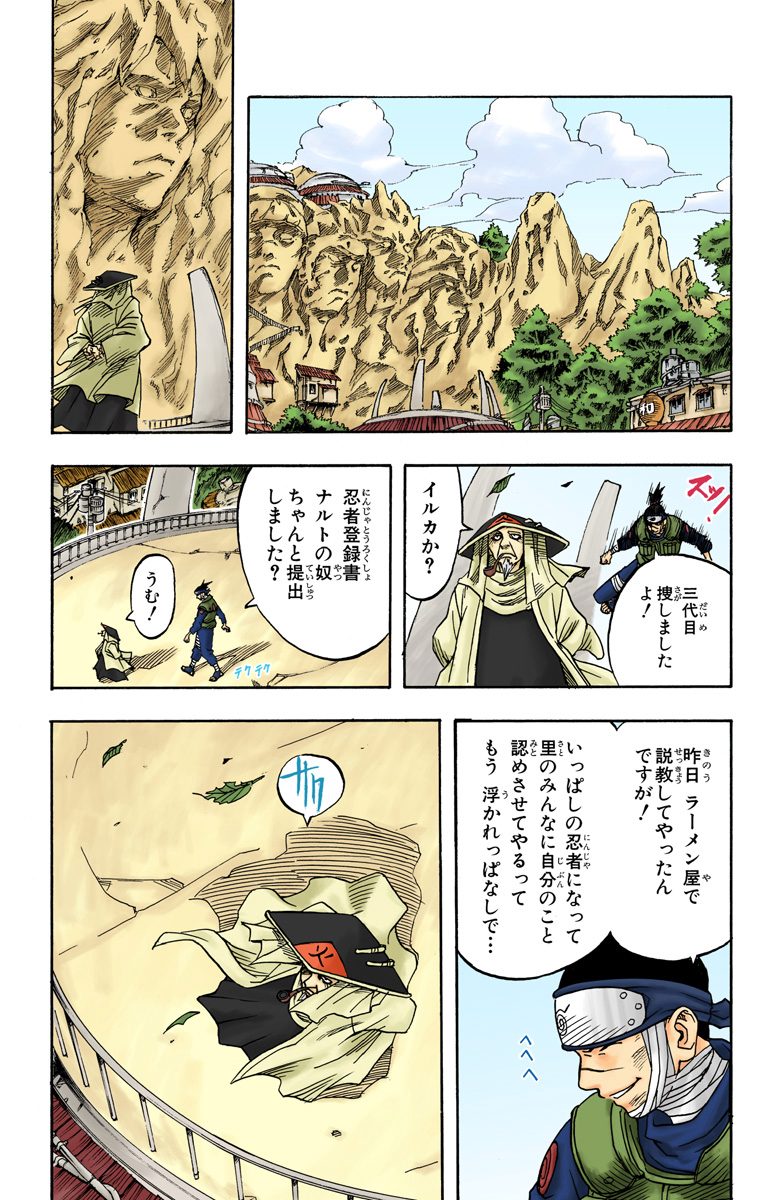 スッ!
三代目
捜しました
よ!
イルカか?
忍者登録書
ナルトの奴
ちゃんと提出
しました?
うむ!
テクテク
昨日 ラーメン屋で
説教してやったん
ですが!
いっぱしの忍者になって
里のみんなに自分のこと
認めさせてやるって
もう 浮かれっぱなしで…
へへへ
サク
火